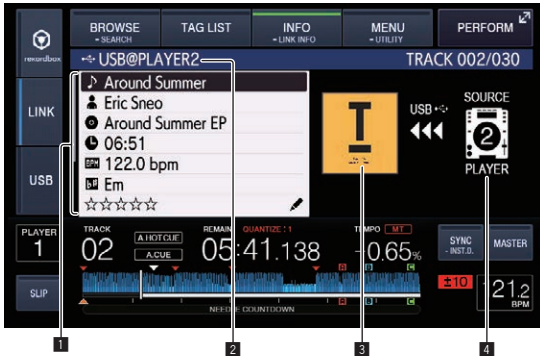 BROWSE
- SEARCH
TAG LIST
INFO
- LINK INFO
MENU
- UTILITY
PERFORM
rekordbox
USB@PLAYER2
TRACK 002/030
LINK
USB
Around Summer
Eric Sneo
Around Summer EP
06:51
BPM 122.0 bpm
Em
☆☆☆☆☆
T
USB
SOURCE
2
PLAYER
PLAYER
1
TRACK
02
A.HOT CUE
A.CUE
REMAIN
QUANTIZE : 1
05:41.138
TEMPO
MT
-0.65%
SYNC
- INST.D.
MASTER
SLIP
±10
121.2
BPM
NEEDLE COUNTDOWN
1
2
3
4